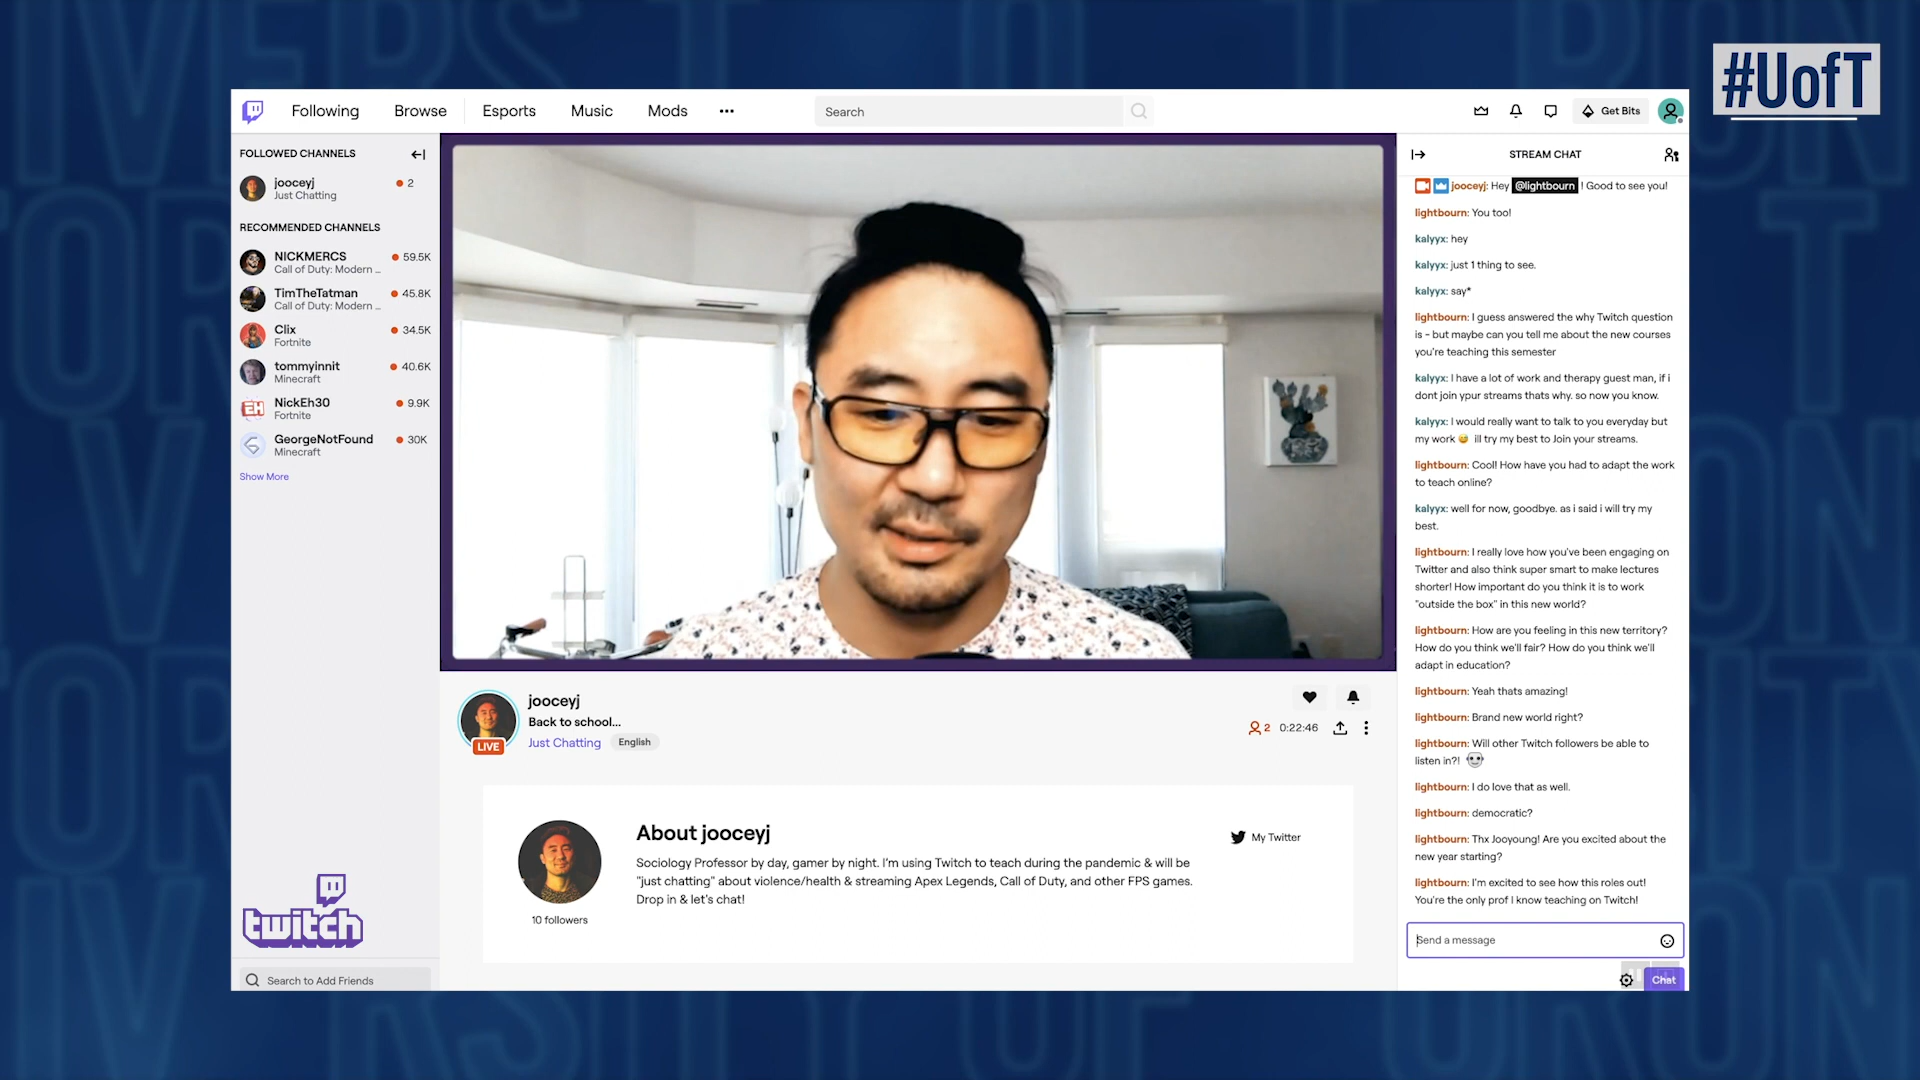 #UofT
Following
Browse
Esports
Music
Mods
Search
Get Bits
FOLLOWED CHANNELS
jooceyj
2
Just Chatting
RECOMMENDED CHANNELS
NICKMERCS
59.5K
Call of Duty: Modern ...
TimTheTatman
45.8K
Call of Duty: Modern ...
Clix
34.5K
Fortnite
tommyinnit
40.6K
Minecraft
NickEh30
9.9K
Fortnite
GeorgeNotFound
30K
Minecraft
Show More
twitch
Search to Add Friends
jooceyj
Back to school...
LIVE
Just Chatting
English
2
0:22:46
About jooceyj
My Twitter
Sociology Professor by day, gamer by night. I'm using Twitch to teach during the pandemic & will be
"just chatting" about violence/health & streaming Apex Legends, Call of Duty, and other FPS games.
Drop in & let's chat!
10 followers
STREAM CHAT
jooceyj: Hey @lightbourn ! Good to see you!
lightbourn: You too!
kalyyx: hey
kalyyx: just 1 thing to see.
kalyyx: say*
lightbourn: I guess answered the why Twitch question
is - but maybe can you tell me about the new courses
you're teaching this semester
kalyyx: I have a lot of work and therapy guest man, if i
dont join ypur streams thats why. so now you know.
kalyyx: I would really want to talk to you everyday but
my work 😅 ill try my best to Join your streams.
lightbourn: Cool! How have you had to adapt the work
to teach online?
kalyyx: well for now, goodbye. as i said i will try my
best.
lightbourn: I really love how you've been engaging on
Twitter and also think super smart to make lectures
shorter! How important do you think it is to work
"outside the box" in this new world?
lightbourn: How are you feeling in this new territory?
How do you think we'll fair? How do you think we'll
adapt in education?
lightbourn: Yeah thats amazing!
lightbourn: Brand new world right?
lightbourn: Will other Twitch followers be able to
listen in?!
lightbourn: I do love that as well.
lightbourn: democratic?
lightbourn: Thx Jooyoung! Are you excited about the
new year starting?
lightbourn: I'm excited to see how this roles out!
You're the only prof I know teaching on Twitch!
Send a message
Chat